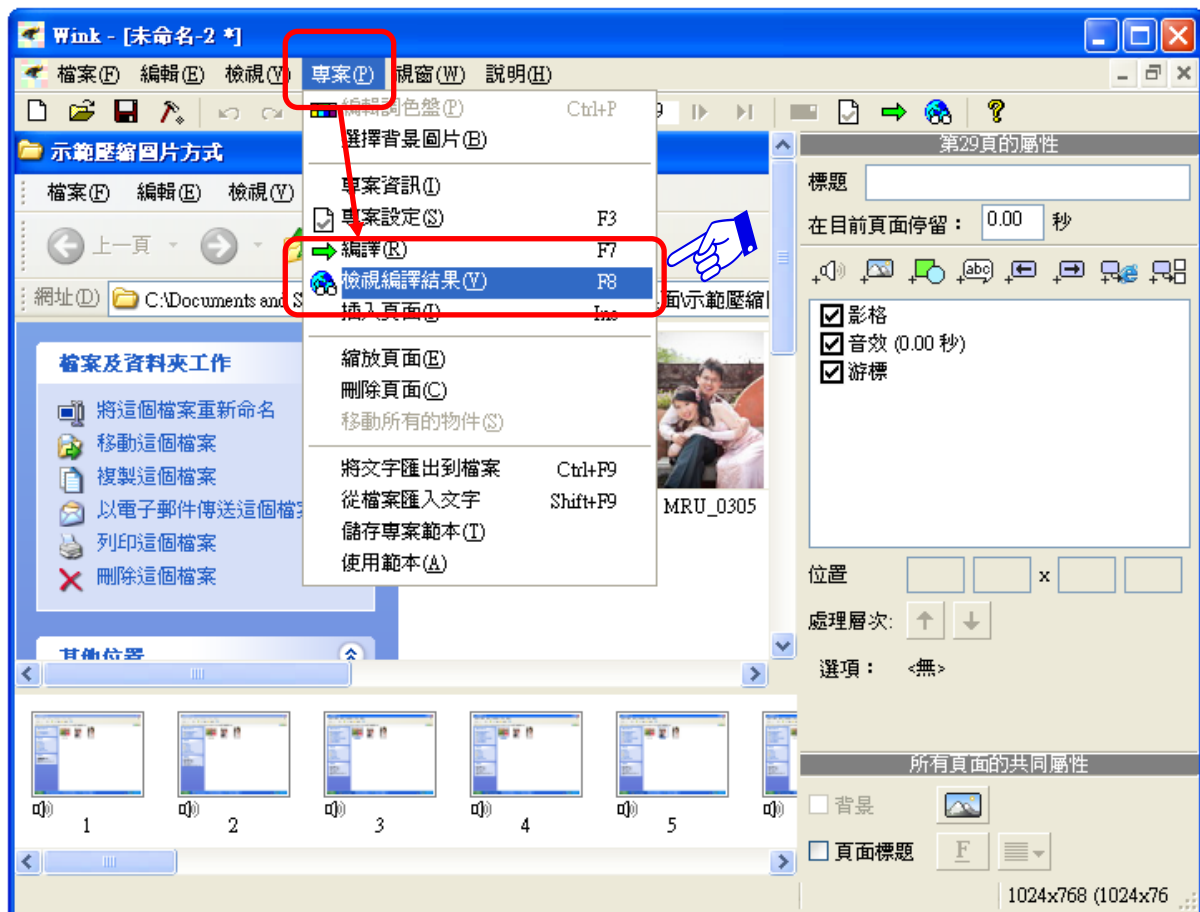 Wink - [未命名-2 *]
檔案(F) 編輯(E) 檢視(V) 專案(P) 視窗(W) 說明(H)
示範壓縮圖片方式
檔案(F) 編輯(E) 檢視(V)
上一頁
網址(D) C:\Documents and S
面\示範壓縮
檔案及資料夾工作
將這個檔案重新命名
移動這個檔案
複製這個檔案
以電子郵件傳送這個檔
列印這個檔案
刪除這個檔案
其他位置
編輯調色盤(P) Ctrl+P
選擇背景圖片(B)
專案資訊(I)
專案設定(S) F3
編譯(R) F7
檢視編譯結果(V) F8
插入頁面(I) Ins
縮放頁面(E)
刪除頁面(C)
移動所有的物件(S)
將文字匯出到檔案 Ctrl+F9
從檔案匯入文字 Shift+F9
儲存專案範本(T)
使用範本(A)
MRU_0305
1 2 3 4 5
第29頁的屬性
標題
在目前頁面停留： 0.00 秒
abc
影格
音效 (0.00 秒)
游標
位置 x
處理層次:
選項： <無>
所有頁面的共同屬性
背景
頁面標題 F
1024x768 (1024x76